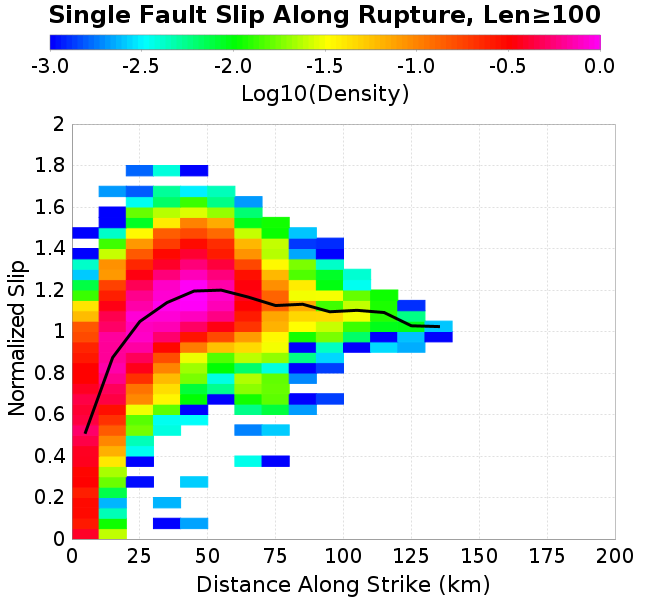 Single Fault Slip Along Rupture, Len≥100
-3.0 -2.5 -2.0 -1.5 -1.0 -0.5 0.0
Log10(Density)
2
1.8
1.6
1.4
1.2
1
0.8
0.6
0.4
0.2
0
Normalized Slip
0 25 50 75 100 125 150 175 200
Distance Along Strike (km)